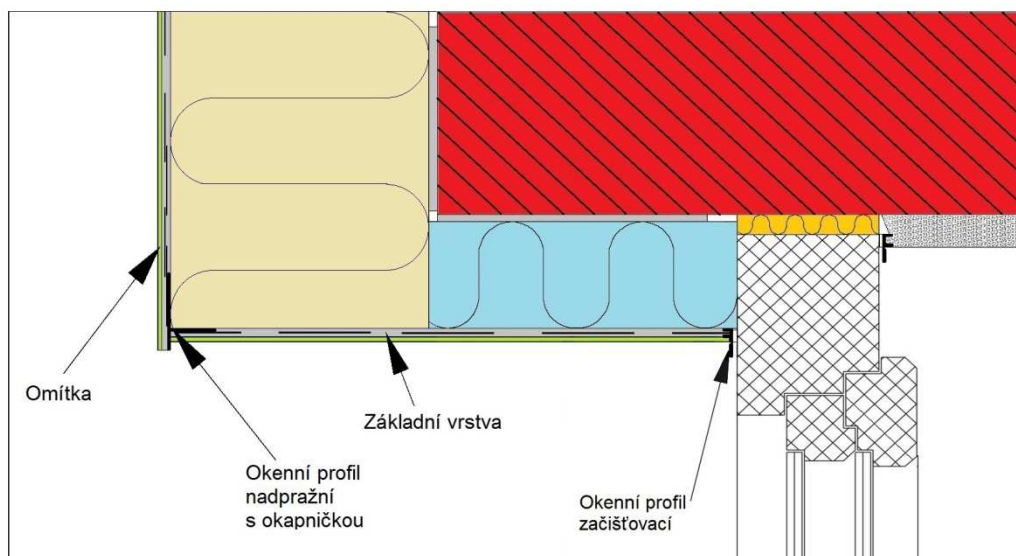 Omítka
Základní vrstva
Okenní profil
nadpražní
s okapničkou
Okenní profil
začišťovací